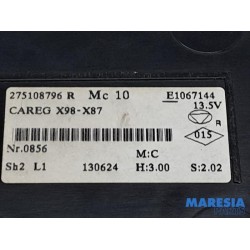 275108796 R Mc 10 E1067144
CAREG X98-X87 13.5V
R
015
Nr.0856 M:C
Sh2 L1 130624 H:3.00 S:2.02
MARESIA
PARTS